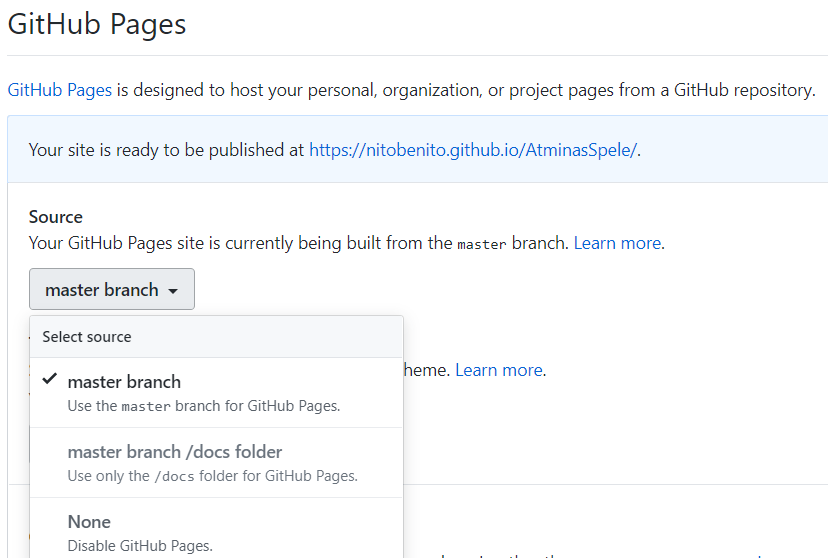 GitHub Pages
GitHub Pages is designed to host your personal, organization, or project pages from a GitHub repository.
Your site is ready to be published at https://nitobenito.github.io/AtminasSpele/.
Source
Your GitHub Pages site is currently being built from the master branch. Learn more.
master branch
Select source
heme. Learn more.
master branch
Use the master branch for GitHub Pages.
master branch /docs folder
Use only the /docs folder for GitHub Pages.
None
Disable GitHub Pages.